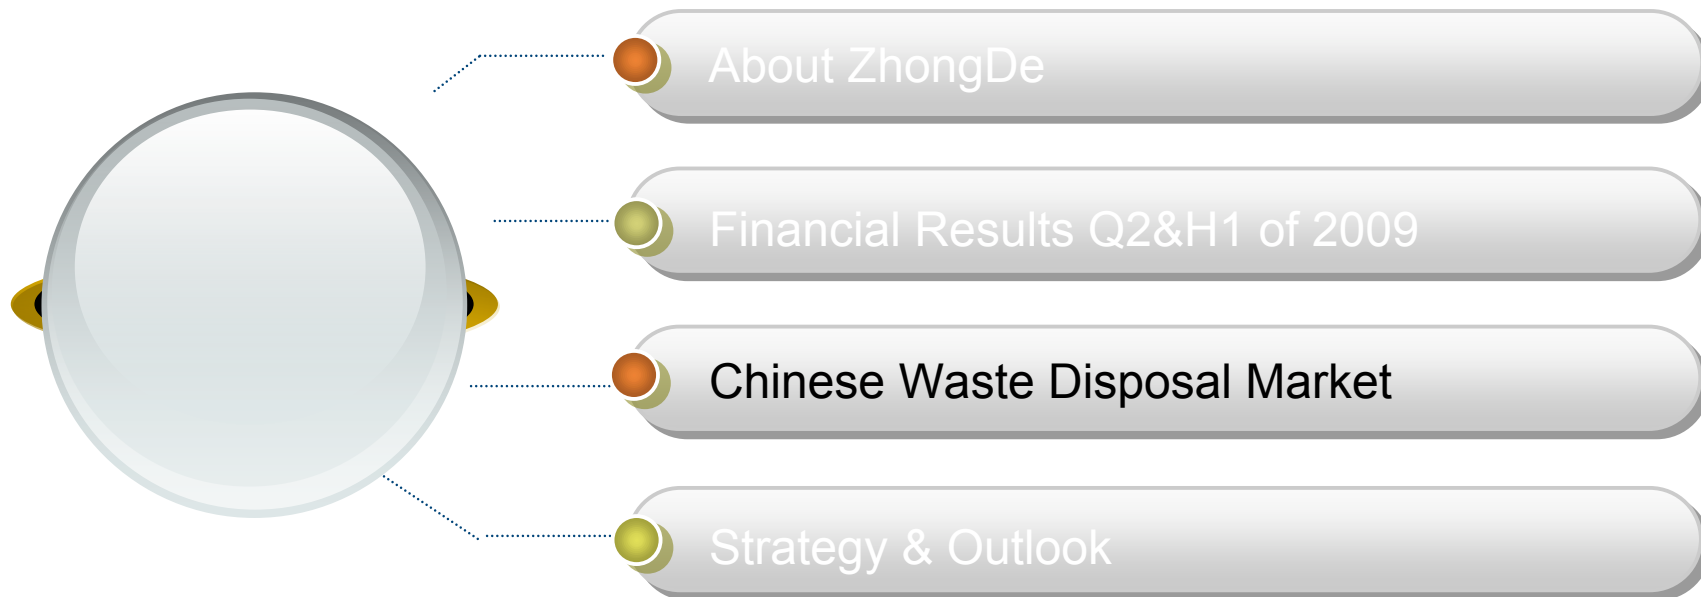 About ZhongDe
Financial Results Q2&H1 of 2009
Chinese Waste Disposal Market
Strategy & Outlook